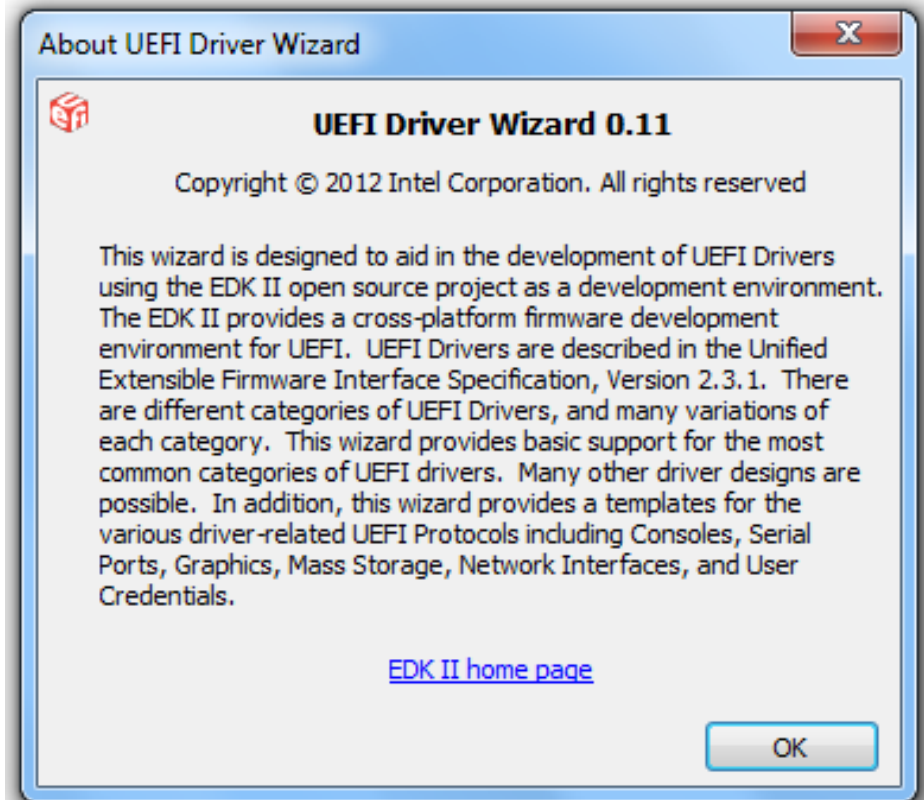 About UEFI Driver Wizard
UEFI
UEFI Driver Wizard 0.11
Copyright © 2012 Intel Corporation. All rights reserved
This wizard is designed to aid in the development of UEFI Drivers
using the EDK II open source project as a development environment.
The EDK II provides a cross-platform firmware development
environment for UEFI.  UEFI Drivers are described in the Unified
Extensible Firmware Interface Specification, Version 2.3.1.  There
are different categories of UEFI Drivers, and many variations of
each category.  This wizard provides basic support for the most
common categories of UEFI drivers.  Many other driver designs are
possible.  In addition, this wizard provides a templates for the
various driver-related UEFI Protocols including Consoles, Serial
Ports, Graphics, Mass Storage, Network Interfaces, and User
Credentials.
EDK II home page
OK